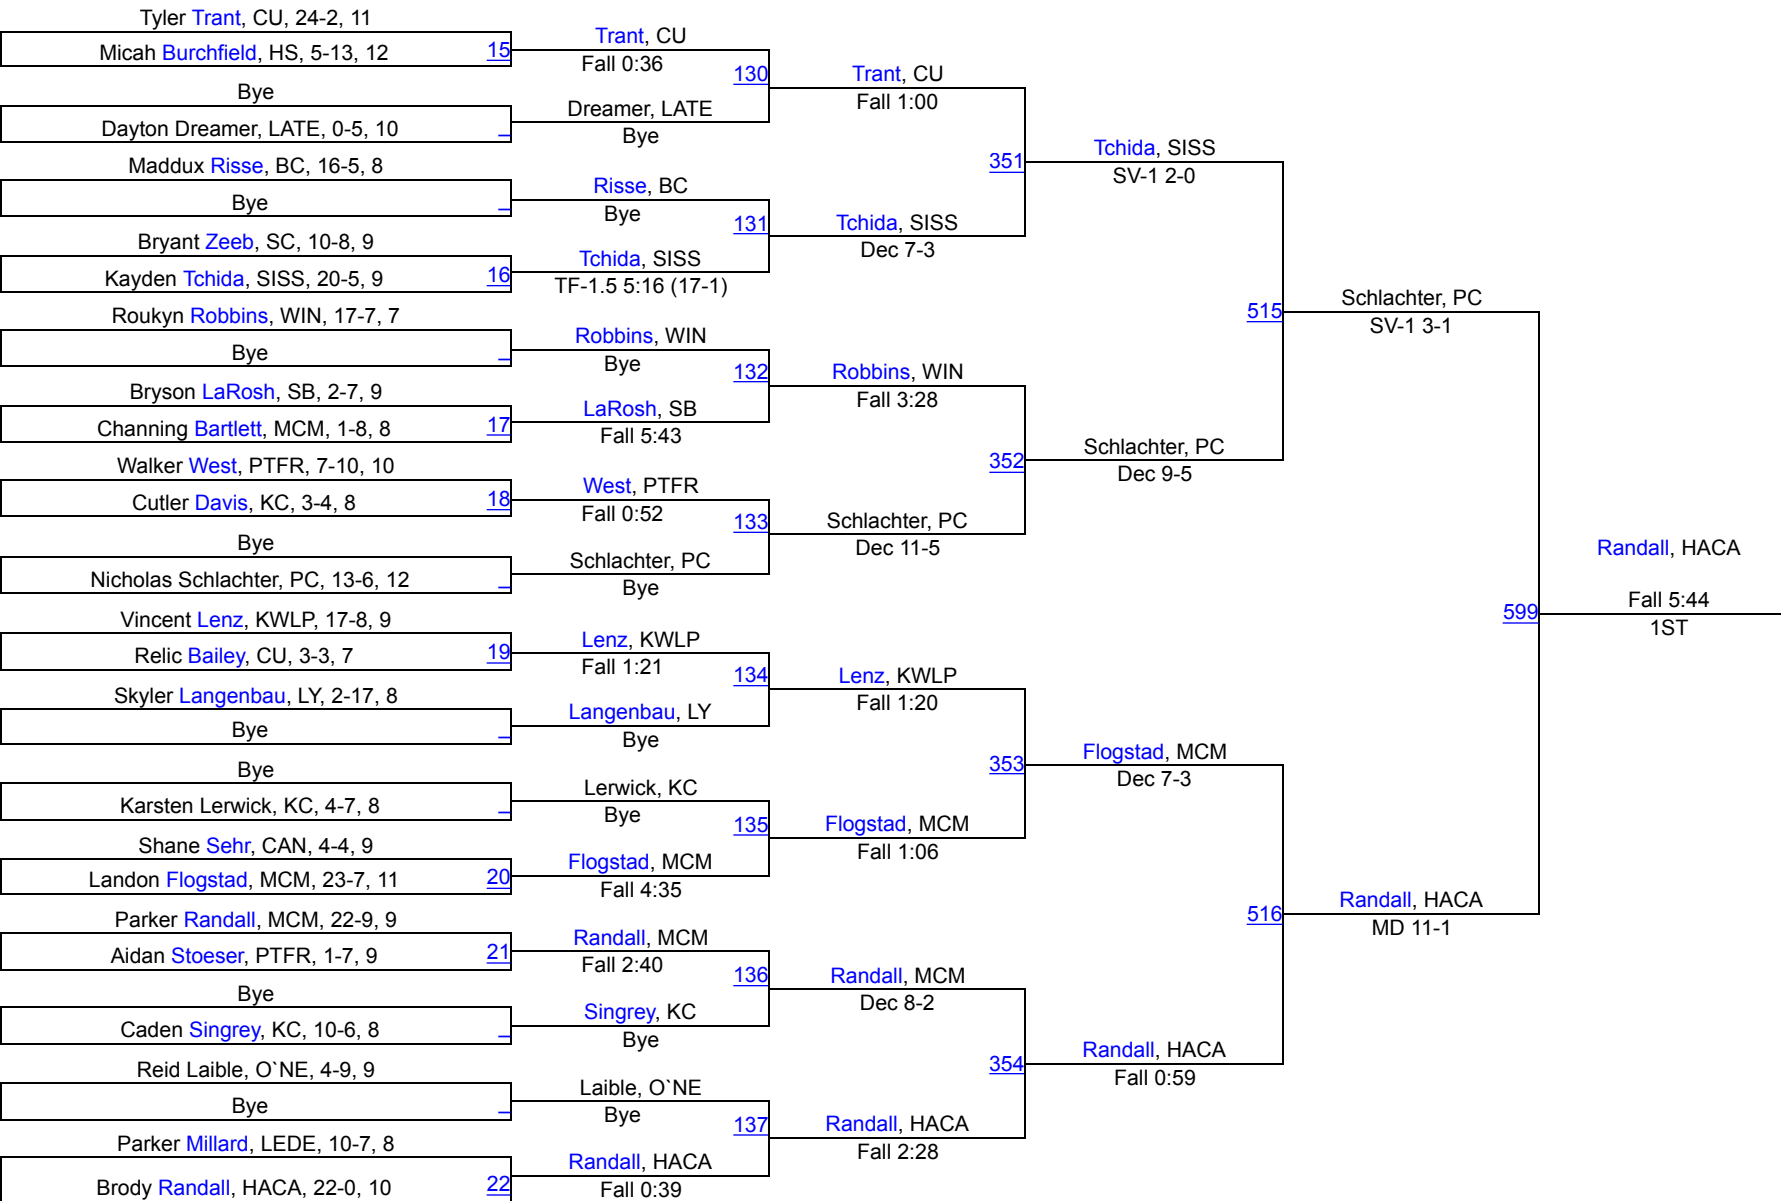 Tyler Trant, CU, 24-2, 11
Micah Burchfield, HS, 5-13, 12
15
Bye
Dayton Dreamer, LATE, 0-5, 10
Maddux Risse, BC, 16-5, 8
Bye
Bryant Zeeb, SC, 10-8, 9
Kayden Tchida, SISS, 20-5, 9
16
Roukyn Robbins, WIN, 17-7, 7
Bye
Bryson LaRosh, SB, 2-7, 9
Channing Bartlett, MCM, 1-8, 8
17
Walker West, PTFR, 7-10, 10
Cutler Davis, KC, 3-4, 8
18
Bye
Nicholas Schlachter, PC, 13-6, 12
Vincent Lenz, KWLP, 17-8, 9
Relic Bailey, CU, 3-3, 7
19
Skyler Langenbau, LY, 2-17, 8
Bye
Bye
Karsten Lerwick, KC, 4-7, 8
Shane Sehr, CAN, 4-4, 9
Landon Flogstad, MCM, 23-7, 11
20
Parker Randall, MCM, 22-9, 9
Aidan Stoeser, PTFR, 1-7, 9
21
Bye
Caden Singrey, KC, 10-6, 8
Reid Laible, O`NE, 4-9, 9
Bye
Parker Millard, LEDE, 10-7, 8
Brody Randall, HACA, 22-0, 10
22
Trant, CU
Fall 0:36
130
Dreamer, LATE
Bye
Risse, BC
Bye
131
Tchida, SISS
TF-1.5 5:16 (17-1)
Robbins, WIN
Bye
132
LaRosh, SB
Fall 5:43
West, PTFR
Fall 0:52
133
Schlachter, PC
Bye
Lenz, KWLP
Fall 1:21
134
Langenbau, LY
Bye
Lerwick, KC
Bye
135
Flogstad, MCM
Fall 4:35
Randall, MCM
Fall 2:40
136
Singrey, KC
Bye
Laible, O`NE
Bye
137
Randall, HACA
Fall 0:39
Trant, CU
Fall 1:00
351
Tchida, SISS
Dec 7-3
Robbins, WIN
Fall 3:28
352
Schlachter, PC
Dec 11-5
Lenz, KWLP
Fall 1:20
353
Flogstad, MCM
Fall 1:06
Randall, MCM
Dec 8-2
354
Randall, HACA
Fall 2:28
Tchida, SISS
SV-1 2-0
515
Schlachter, PC
Dec 9-5
Flogstad, MCM
Dec 7-3
516
Randall, HACA
Fall 0:59
Schlachter, PC
SV-1 3-1
599
Randall, HACA
MD 11-1
Randall, HACA
Fall 5:44
1ST